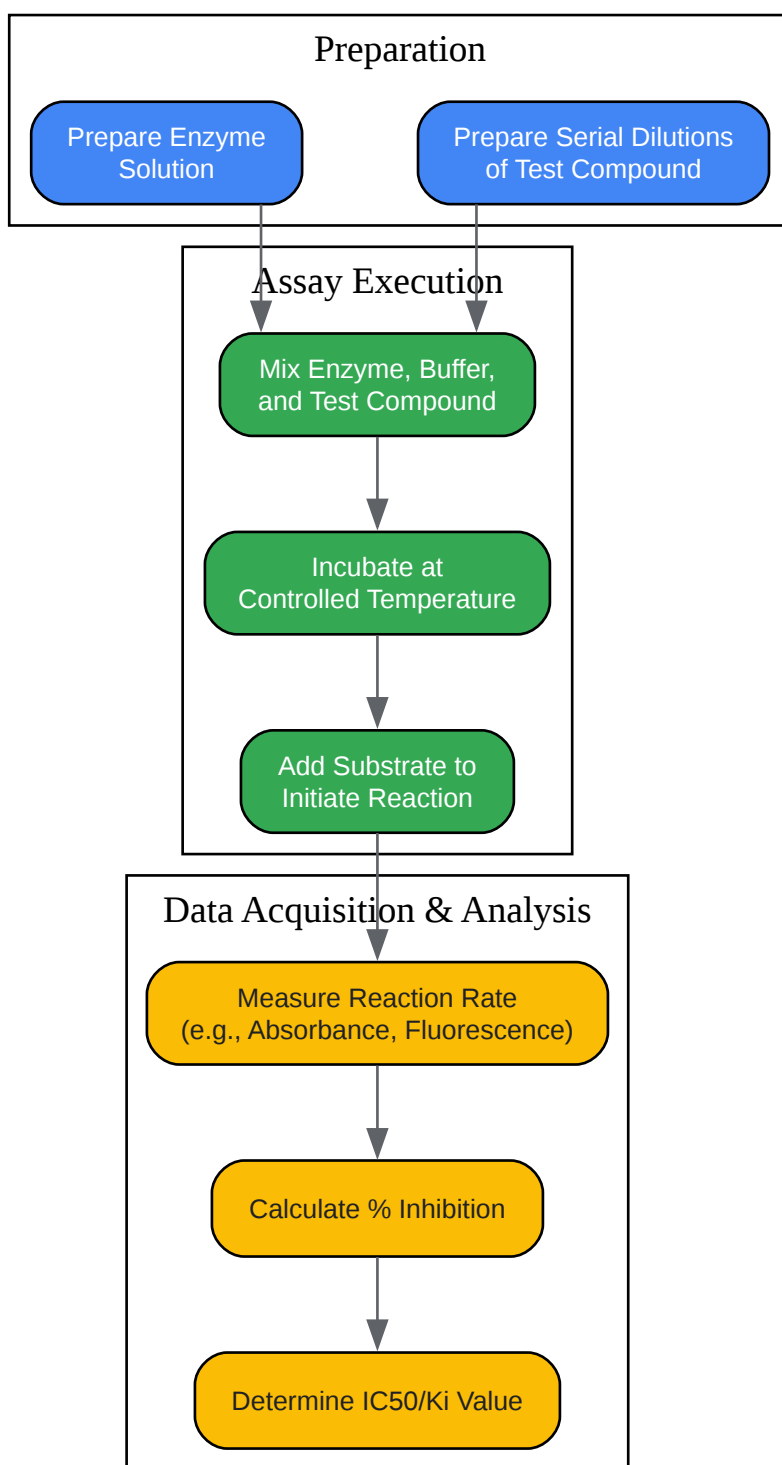 Preparation
Prepare Enzyme
Solution
Prepare Serial Dilutions
of Test Compound
Assay Execution
Mix Enzyme, Buffer,
and Test Compound
Incubate at
Controlled Temperature
Add Substrate to
Initiate Reaction
Data Acquisition & Analysis
Measure Reaction Rate
(e.g., Absorbance, Fluorescence)
Calculate % Inhibition
Determine IC50/Ki Value